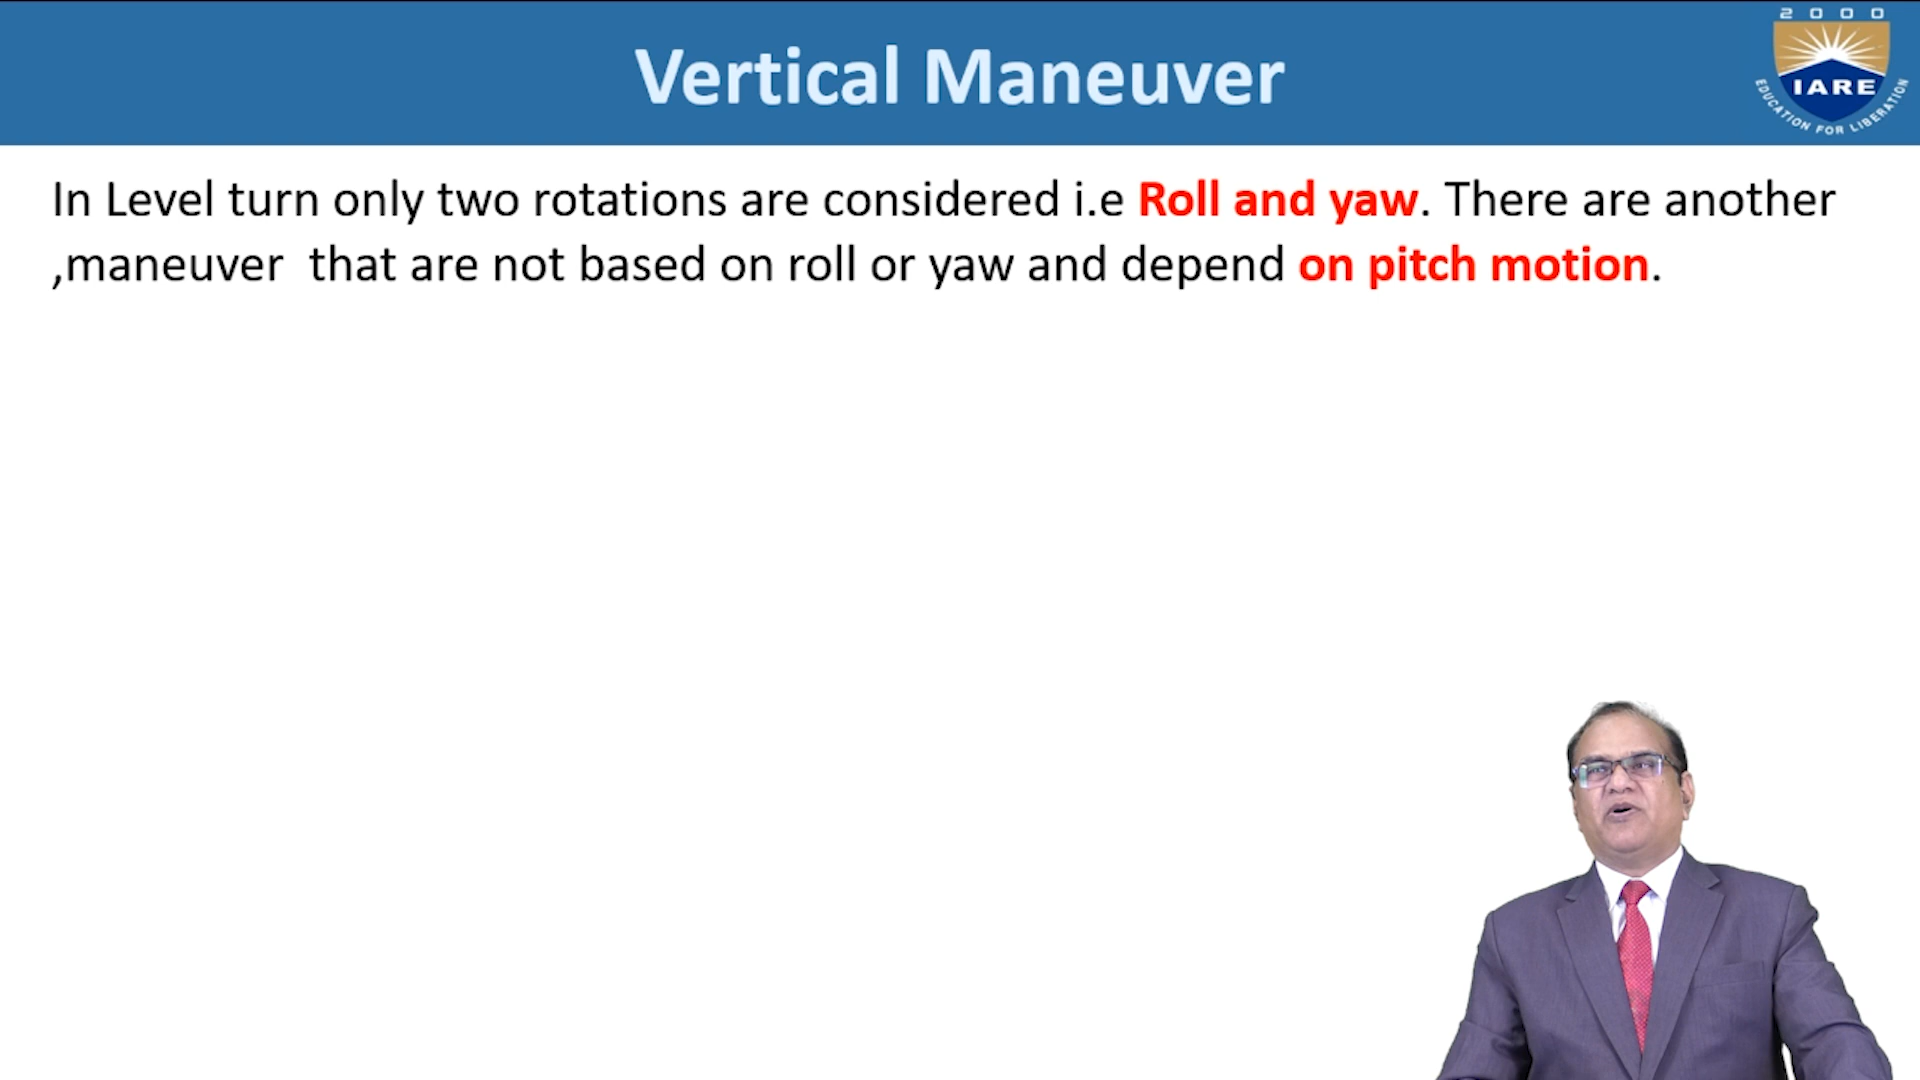 2000
Vertical Maneuver
IARE
EDUCATION FOR LIBERATION
In Level turn only two rotations are considered i.e Roll and yaw. There are another
,maneuver  that are not based on roll or yaw and depend on pitch motion.